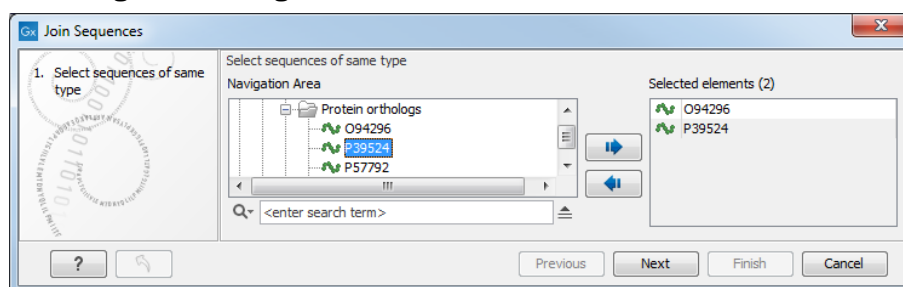 Gx Join Sequences
1. Select sequences of same
type
Select sequences of same type
Navigation Area
Protein orthologs
O94296
P39524
P57792
<enter search term>
Selected elements (2)
O94296
P39524
?
Previous
Next
Finish
Cancel